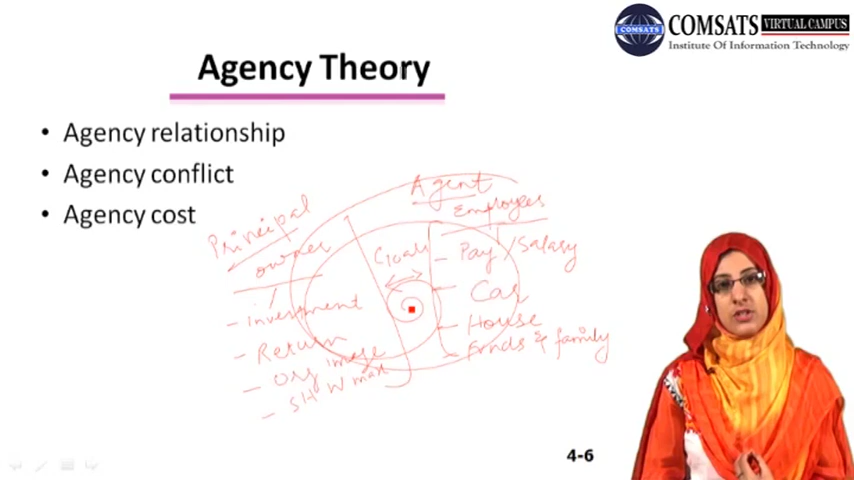 COMSATS
VIRTUAL CAMPUS
COMSATS
Institute Of Information Technology
Agency Theory
• Agency relationship
• Agency conflict
• Agency cost
Principal
owner
- investment
- Return
- Org image
- SH W max
Goals
Agent
Employees
- Pay / Salary
- Car
- House
- Frnds & family
4-6